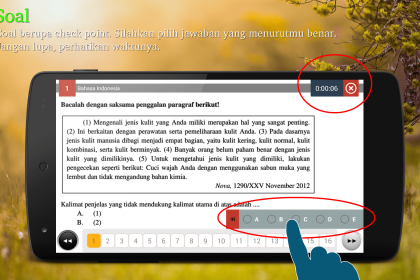 Soal
Soal berupa check point. Silahkan pilih jawaban yang menurutmu benar.
Jangan lupa, perhatikan waktunya.
1 Bahasa Indonesia 0:00:06
Bacalah dengan saksama penggalan paragraf berikut!
(1) Mengenali jenis kulit yang Anda miliki merupakan hal yang sangat penting.
(2) Ini berkaitan dengan perawatan serta pemeliharaan kulit Anda. (3) Pada dasarnya
jenis kulit manusia dibagi menjadi empat bagian, yaitu kulit kering, kulit normal, kulit
kombinasi, serta kulit berminyak. (4) Banyak orang belum paham benar dengan jenis
kulit yang dimilikinya. (5) Untuk mengetahui jenis kulit yang dimiliki, lakukan
pengecekan seperti berikut: Cuci wajah Anda dengan menggunakan sabun muka yang
lembut dan tidak mengandung bahan kimia.
Nova, 1290/XXV November 2012
Kalimat penjelas yang tidak mendukung kalimat utama di atas adalah ....
A. (1)
B. (2)
A B C D E
1 2 3 4 5 6 7 8 9 10 11 12 13 15 16